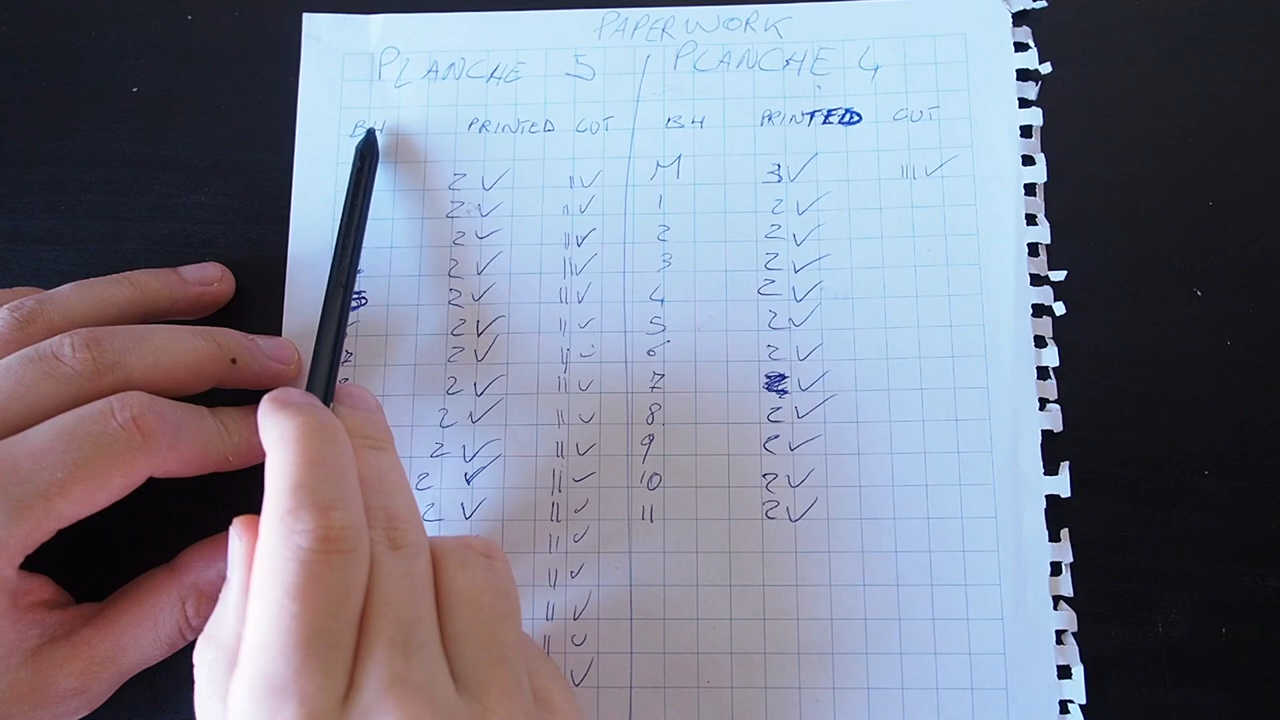 PAPERWORK
PLANCHE 5 PLANCHE 4
B4 PRINTED CUT B4 PRINTED CUT
2 ✓ || ✓ M 3 ✓ ||| ✓
2 ✓ || ✓ 1 2 ✓
2 ✓ || ✓ 2 2 ✓
2 ✓ || ✓ 3 2 ✓
2 ✓ || ✓ 4 2 ✓
2 ✓ || ✓ 5 2 ✓
2 ✓ || ✓ 6 2 ✓
2 ✓ || ✓ 7 ✓
2 ✓ || ✓ 8 2 ✓
2 ✓ || ✓ 9 2 ✓
2 ✓ || ✓ 10 2 ✓
2 ✓ || ✓ 11 2 ✓
|| ✓
|| ✓
|| ✓
|| ✓
✓